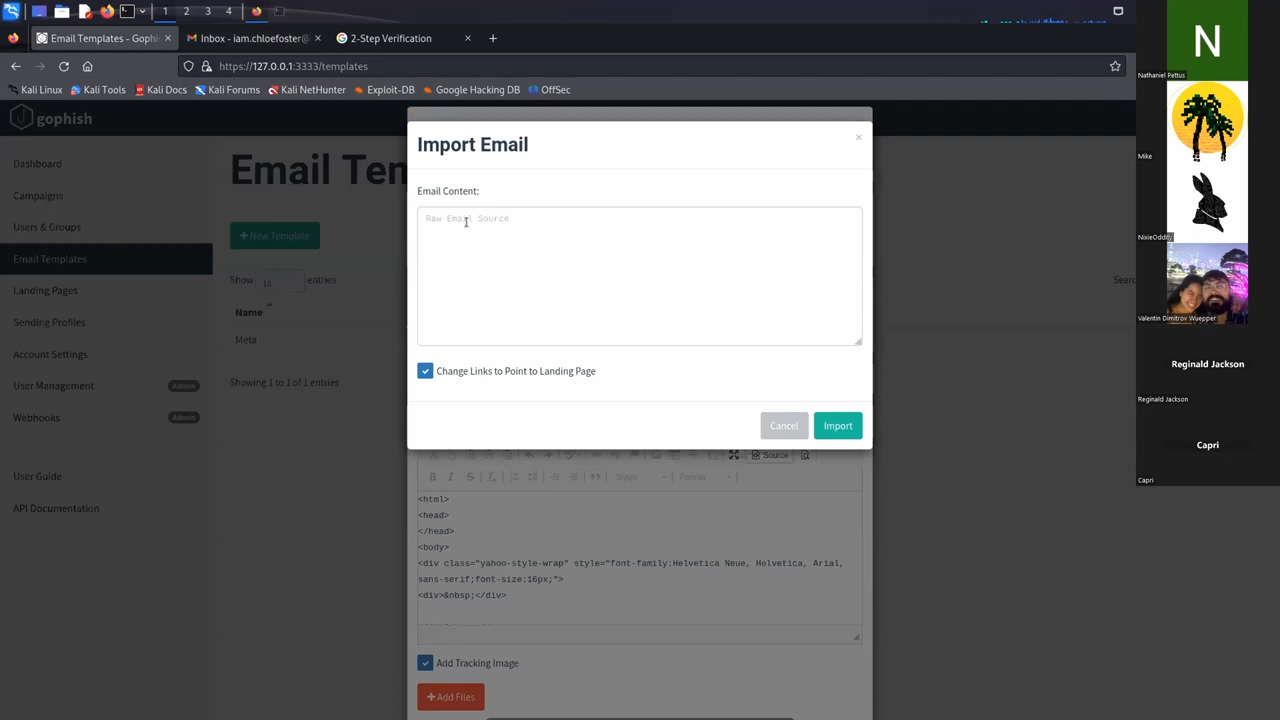 1
2
3
4
Email Templates - Gophi
Inbox - iam.chloefoster@
2-Step Verification
https://127.0.0.1:3333/templates
Kali Linux
Kali Tools
Kali Docs
Kali Forums
Kali NetHunter
Exploit-DB
Google Hacking DB
OffSec
gophish
Dashboard
Campaigns
Users & Groups
Email Templates
Landing Pages
Sending Profiles
Account Settings
User Management Admin
Webhooks Admin
User Guide
API Documentation
Email Tem
New Template
Show 10 entries
Searc
Name
Meta
Showing 1 to 1 of 1 entries
Import Email
×
Email Content:
Raw Email Source
Change Links to Point to Landing Page
Cancel
Import
Source
B I S
Styles
Format
<html>
<head>
</head>
<body>
<div class="yahoo-style-wrap" style="font-family:Helvetica Neue, Helvetica, Arial,
sans-serif;font-size:16px;">
<div>&nbsp;</div>
Add Tracking Image
Add Files
N
Nathaniel Pettus
Mike
NixieOddity
Valentin Dimitrov Wuepper
Reginald Jackson
Reginald Jackson
Capri
Capri